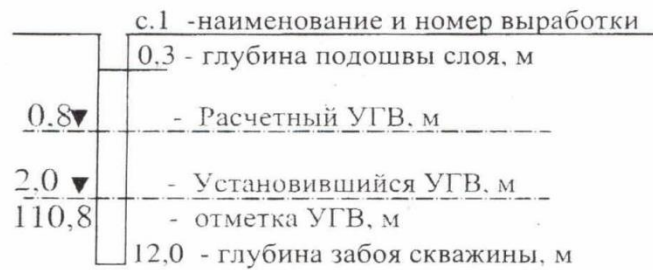 с.1 -наименование и номер выработки
0,3 - глубина подошвы слоя, м
0.8▼ - Расчетный УГВ, м
2,0 ▼ - Установившийся УГВ, м
110,8 - отметка УГВ, м
12,0 - глубина забоя скважины, м